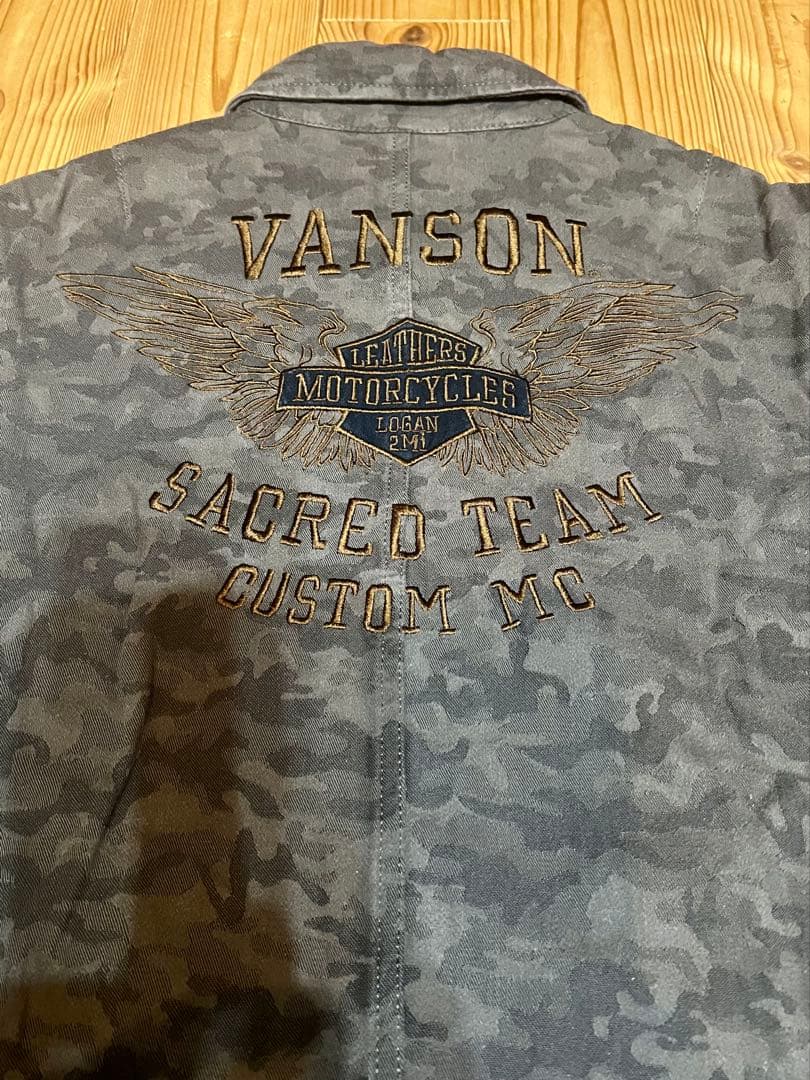 VANSON
LEATHERS
MOTORCYCLES
LOGAN
2Mi
SACRED TEAM
CUSTOM MC